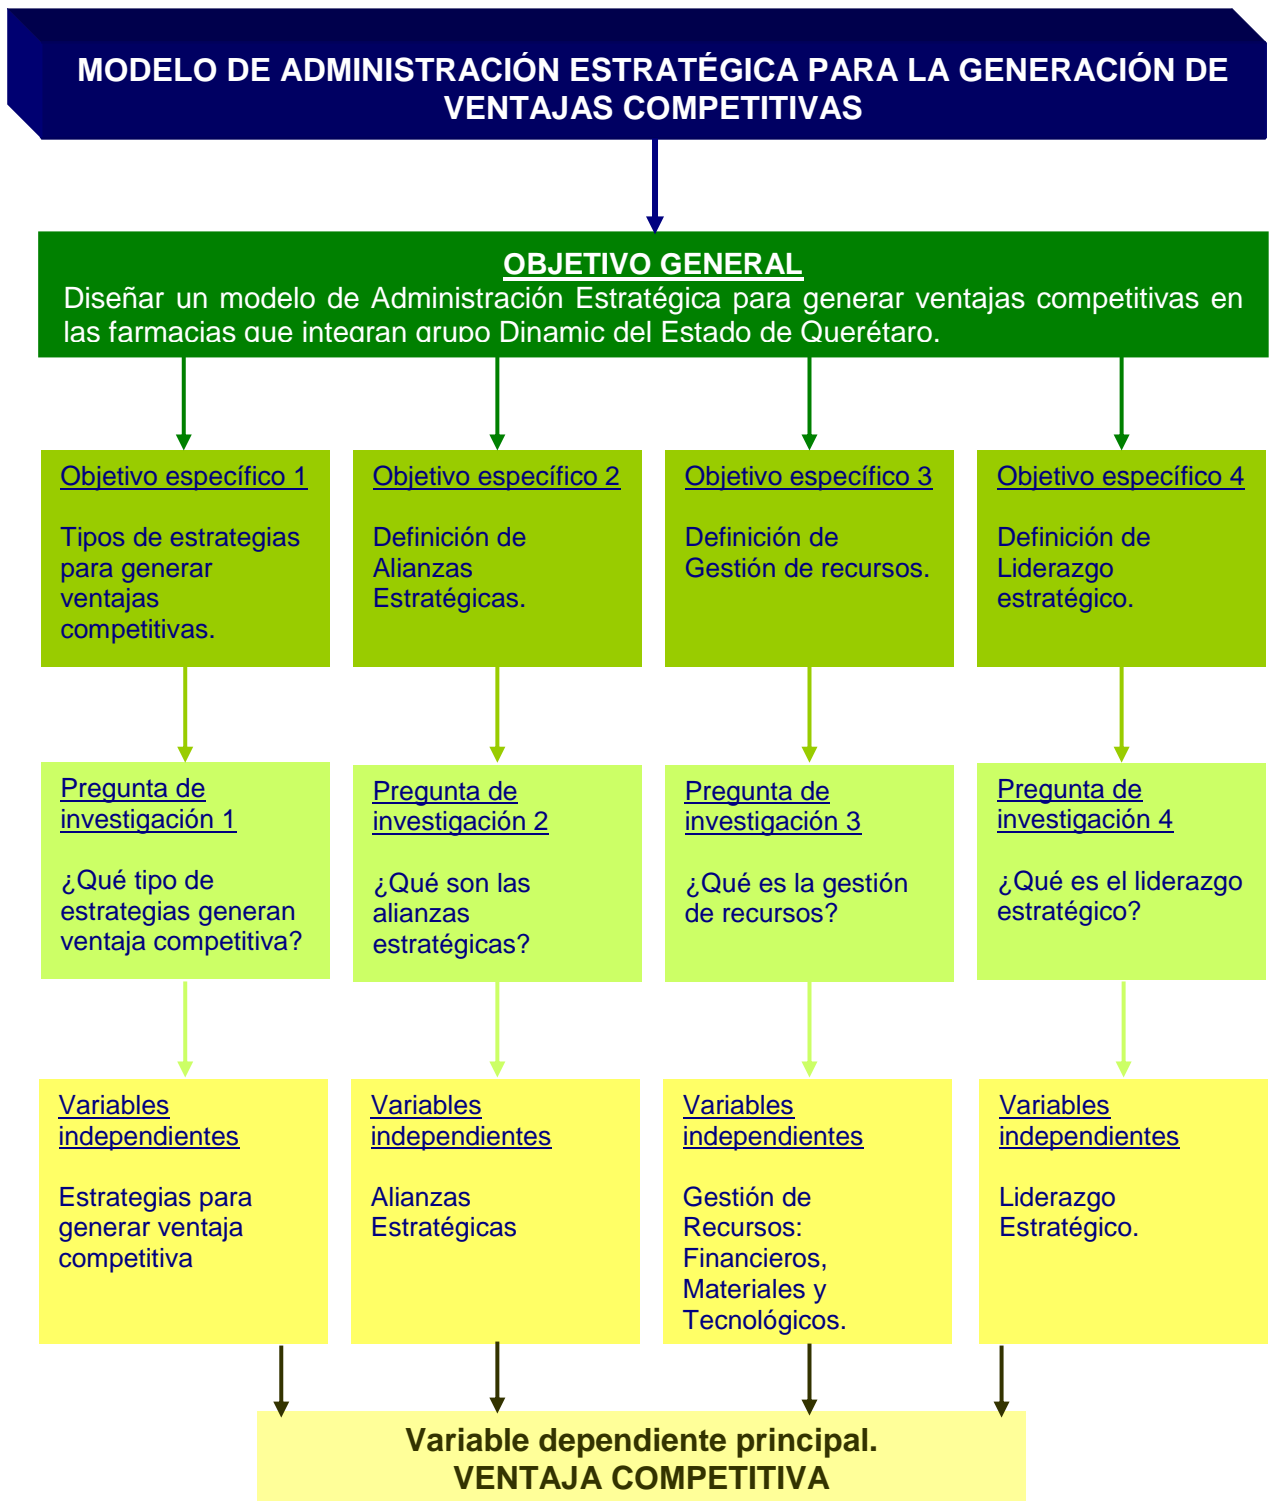 MODELO DE ADMINISTRACIÓN ESTRATÉGICA PARA LA GENERACIÓN DE
VENTAJAS COMPETITIVAS
OBJETIVO GENERAL
Diseñar un modelo de Administración Estratégica para generar ventajas competitivas en
las farmacias que integran grupo Dinamic del Estado de Querétaro.
Objetivo específico 1
Tipos de estrategias
para generar
ventajas
competitivas.
Objetivo específico 2
Definición de
Alianzas
Estratégicas.
Objetivo específico 3
Definición de
Gestión de recursos.
Objetivo específico 4
Definición de
Liderazgo
estratégico.
Pregunta de
investigación 1
¿Qué tipo de
estrategias generan
ventaja competitiva?
Pregunta de
investigación 2
¿Qué son las
alianzas
estratégicas?
Pregunta de
investigación 3
¿Qué es la gestión
de recursos?
Pregunta de
investigación 4
¿Qué es el liderazgo
estratégico?
Variables
independientes
Estrategias para
generar ventaja
competitiva
Variables
independientes
Alianzas
Estratégicas
Variables
independientes
Gestión de
Recursos:
Financieros,
Materiales y
Tecnológicos.
Variables
independientes
Liderazgo
Estratégico.
Variable dependiente principal.
VENTAJA COMPETITIVA